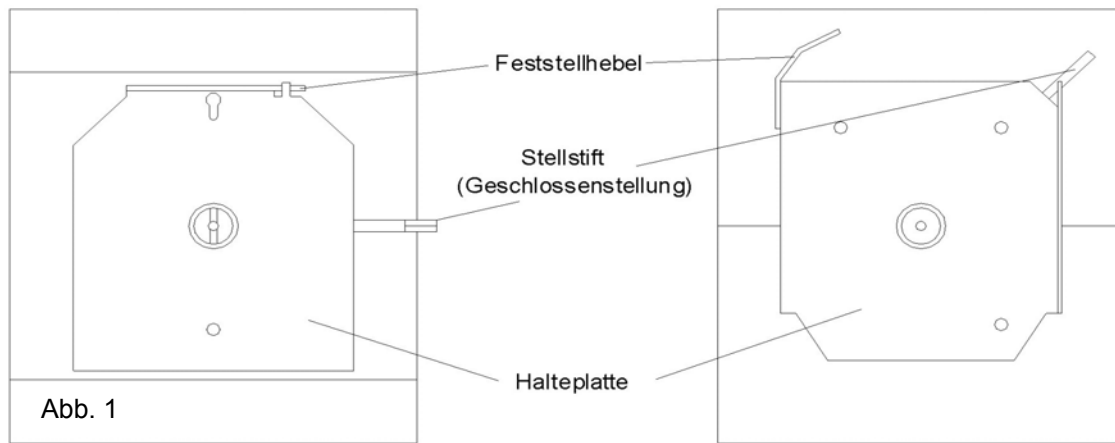 Feststellhebel
Stellstift
(Geschlossenstellung)
Halteplatte
Abb. 1